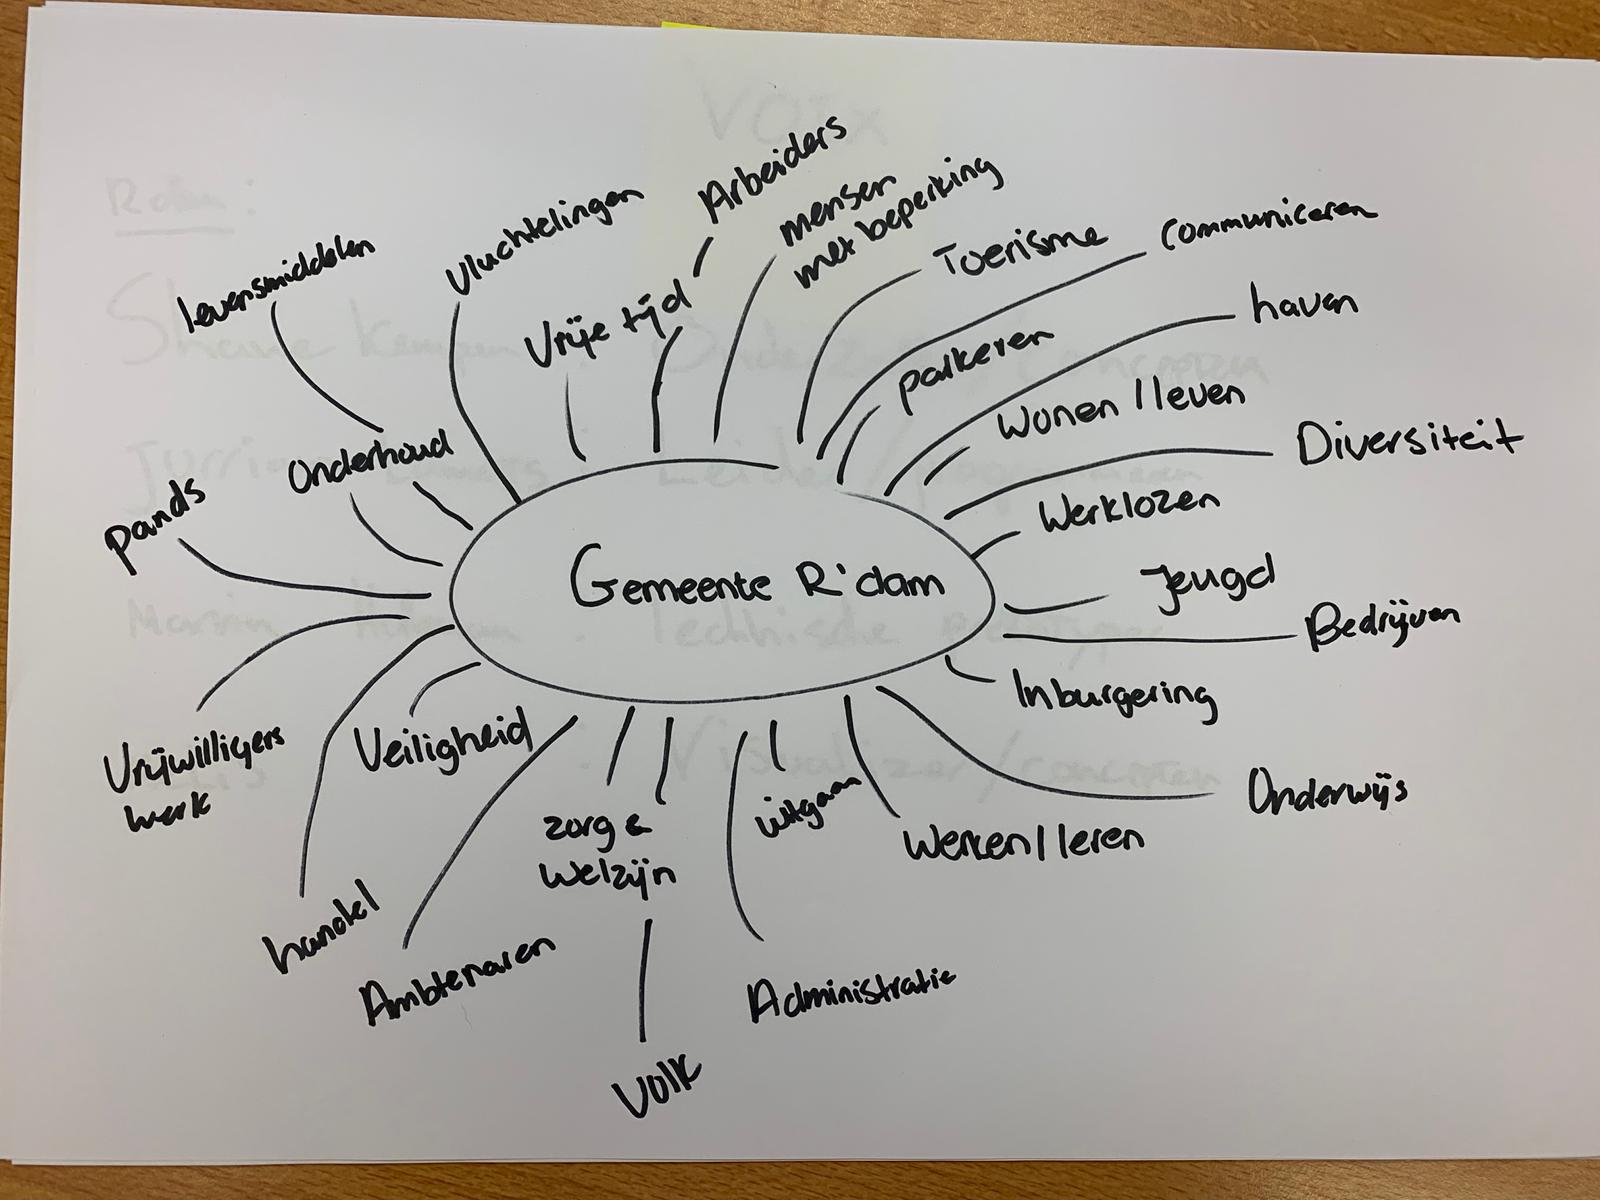 Arbeiders
mensen
met beperking
vluchtelingen
levensmiddelen
Vrije tijd
Toerisme
communiceren
haven
parkeren
Wonen / leven
Diversiteit
Onderhoud
pands
Werklozen
Gemeente R'dam
Jeugd
Bedrijven
Inburgering
Vrijwilligers
werk
Veiligheid
Onderwijs
zorg &
Welzijn
uitgaan
Werken / leren
handel
Ambtenaren
Administratie
Volk